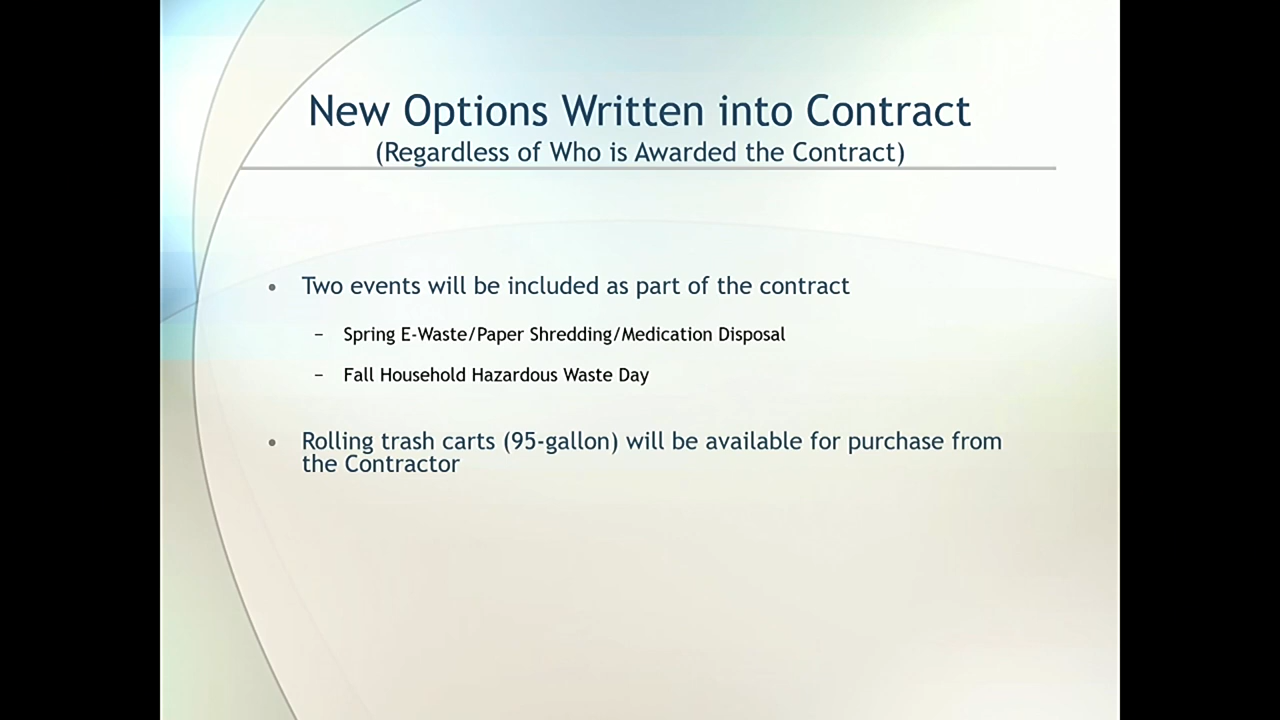 New Options Written into Contract
(Regardless of Who is Awarded the Contract)
• Two events will be included as part of the contract
– Spring E-Waste/Paper Shredding/Medication Disposal
– Fall Household Hazardous Waste Day
• Rolling trash carts (95-gallon) will be available for purchase from
the Contractor